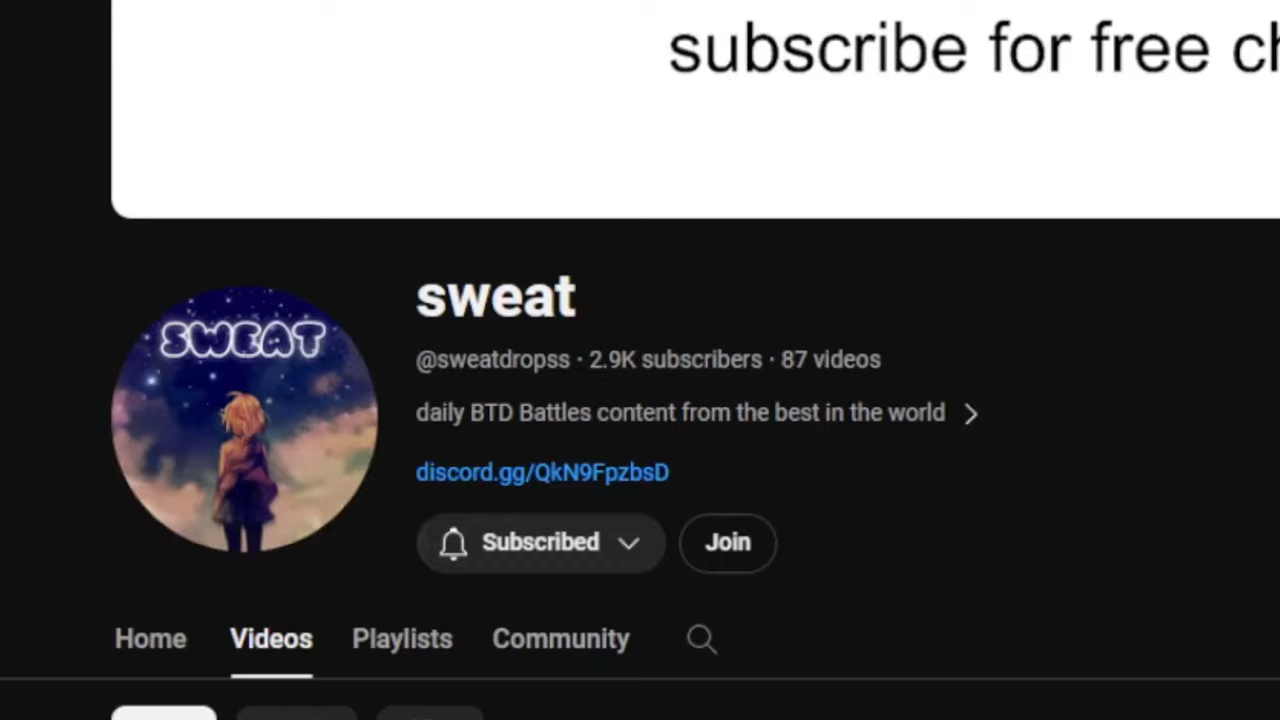 subscribe for free
SWEAT
sweat
@sweatdropss · 2.9K subscribers · 87 videos
daily BTD Battles content from the best in the world
discord.gg/QkN9FpzbsD
Subscribed Join
Home Videos Playlists Community